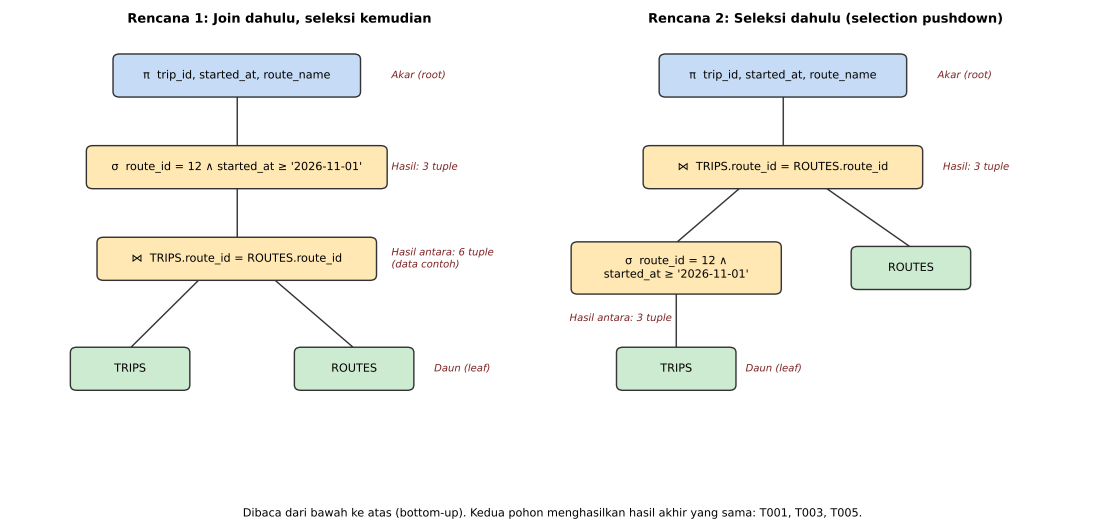 Rencana 1: Join dahulu, seleksi kemudian
π trip_id, started_at, route_name
Akar (root)
σ route_id = 12 ∧ started_at ≥ '2026-11-01'
Hasil: 3 tuple
⋈ TRIPS.route_id = ROUTES.route_id
Hasil antara: 6 tuple
(data contoh)
TRIPS
ROUTES
Daun (leaf)
Rencana 2: Seleksi dahulu (selection pushdown)
π trip_id, started_at, route_name
Akar (root)
⋈ TRIPS.route_id = ROUTES.route_id
Hasil: 3 tuple
σ route_id = 12 ∧
started_at ≥ '2026-11-01'
ROUTES
Hasil antara: 3 tuple
TRIPS
Daun (leaf)
Dibaca dari bawah ke atas (bottom-up). Kedua pohon menghasilkan hasil akhir yang sama: T001, T003, T005.